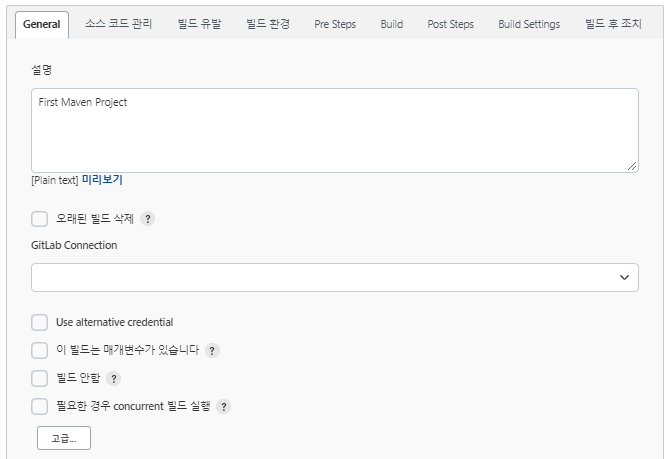 General 소스 코드 관리 빌드 유발 빌드 환경 Pre Steps Build Post Steps Build Settings 빌드 후 조치
설명
First Maven Project
[Plain text] 미리보기
오래된 빌드 삭제 ?
GitLab Connection
Use alternative credential
이 빌드는 매개변수가 있습니다 ?
빌드 안함 ?
필요한 경우 concurrent 빌드 실행 ?
고급...